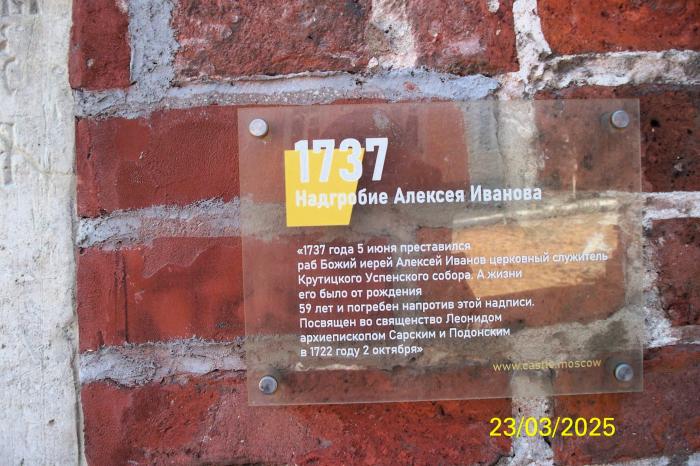 1737
Надгробие Алексея Иванова
«1737 года 5 июня преставился
раб Божий иерей Алексей Иванов церковный служитель
Крутицкого Успенского собора. А жизни
его было от рождения
59 лет и погребен напротив этой надписи.
Посвящен во священство Леонидом
архиепископом Сарским и Подонским
в 1722 году 2 октября»
www.castle.moscow
23/03/2025